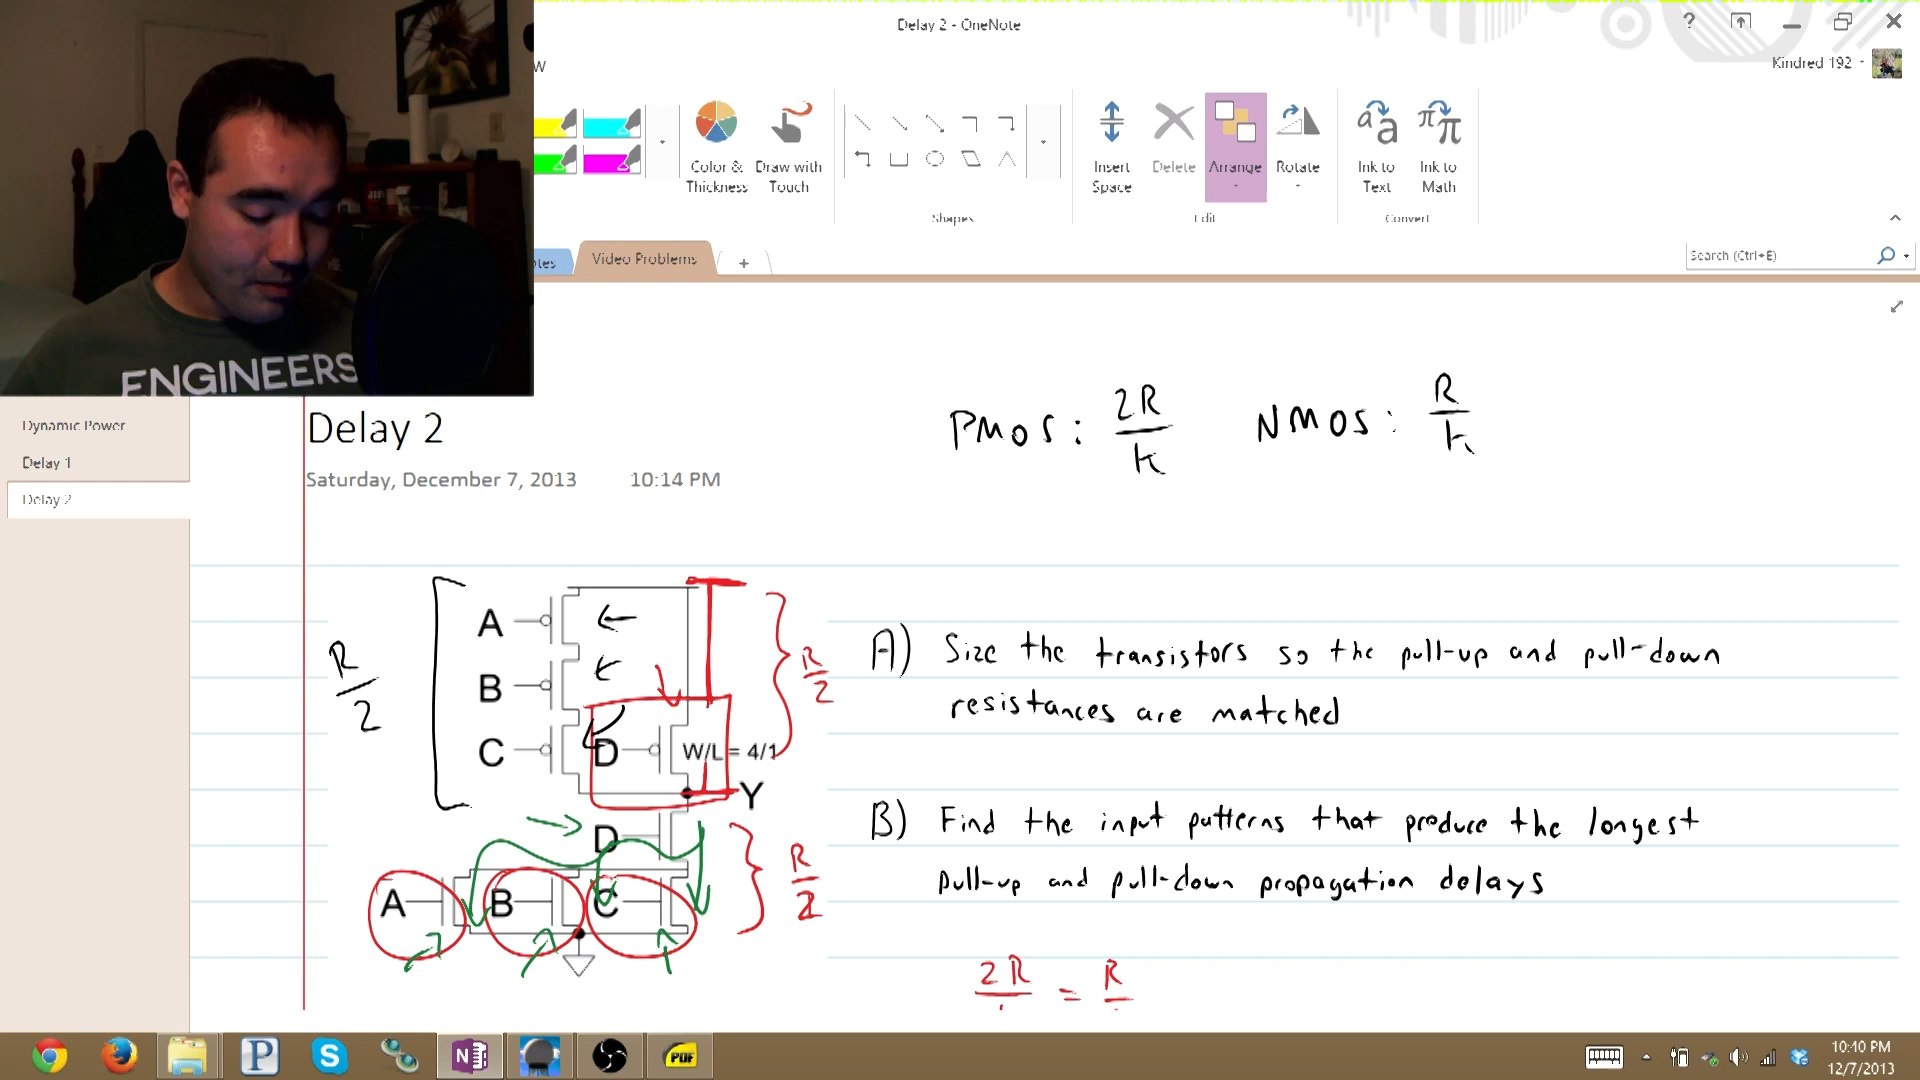 Delay 2 - OneNote
Kindred 192
W
Color & Thickness
Draw with Touch
Insert Space
Delete
Arrange
Rotate
Ink to Text
Ink to Math
Shapes
Edit
Convert
Video Problems
+
Search (Ctrl+E)
ENGINEERS
Dynamic Power
Delay 1
Delay 2
Delay 2
Saturday, December 7, 2013 10:14 PM
PMOS: 2R/k NMOS: R/k
A
B
C
D
W/L = 4/1
Y
D
A
B
C
R/2
R/2
R/2
A) Size the transistors so the pull-up and pull-down
resistances are matched
B) Find the input patterns that produce the longest
pull-up and pull-down propagation delays
2R = R
10:40 PM
12/7/2013